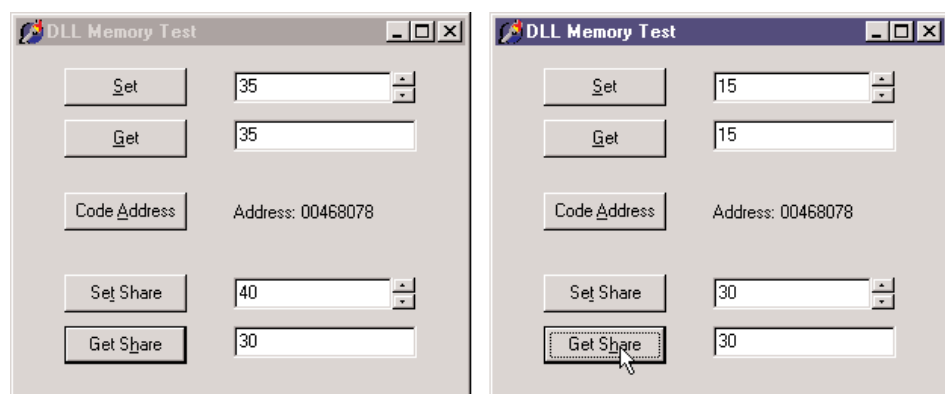 DLL Memory Test
Set 35
Get 35
Code Address Address: 00468078
Set Share 40
Get Share 30
DLL Memory Test
Set 15
Get 15
Code Address Address: 00468078
Set Share 30
Get Share 30